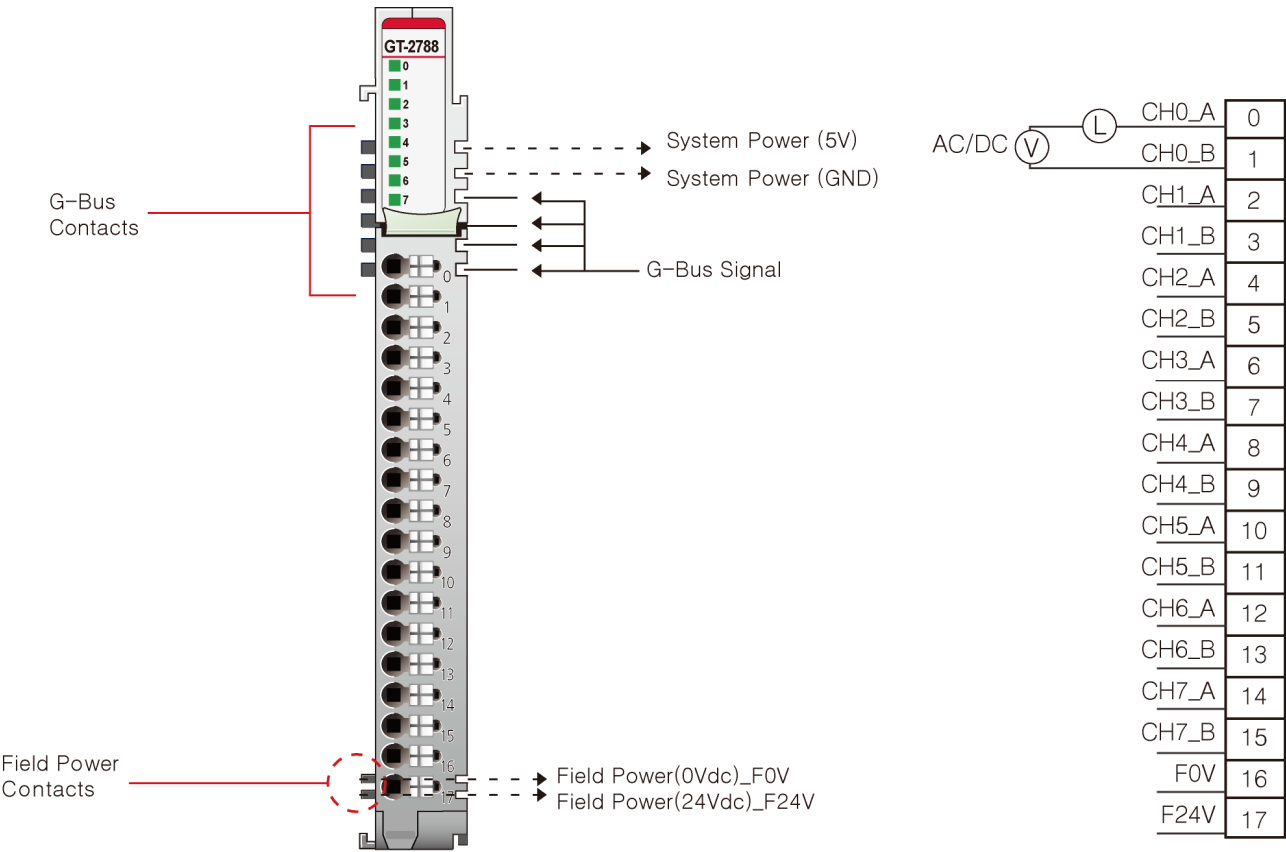 GT-2788
0
1
2
3
4
5
6
7
G-Bus
Contacts
System Power (5V)
System Power (GND)
G-Bus Signal
0
1
2
3
4
5
6
7
8
9
10
11
12
13
14
15
16
17
Field Power
Contacts
Field Power(0Vdc)_F0V
Field Power(24Vdc)_F24V
AC/DC
V
L
CH0_A 0
CH0_B 1
CH1_A 2
CH1_B 3
CH2_A 4
CH2_B 5
CH3_A 6
CH3_B 7
CH4_A 8
CH4_B 9
CH5_A 10
CH5_B 11
CH6_A 12
CH6_B 13
CH7_A 14
CH7_B 15
F0V 16
F24V 17